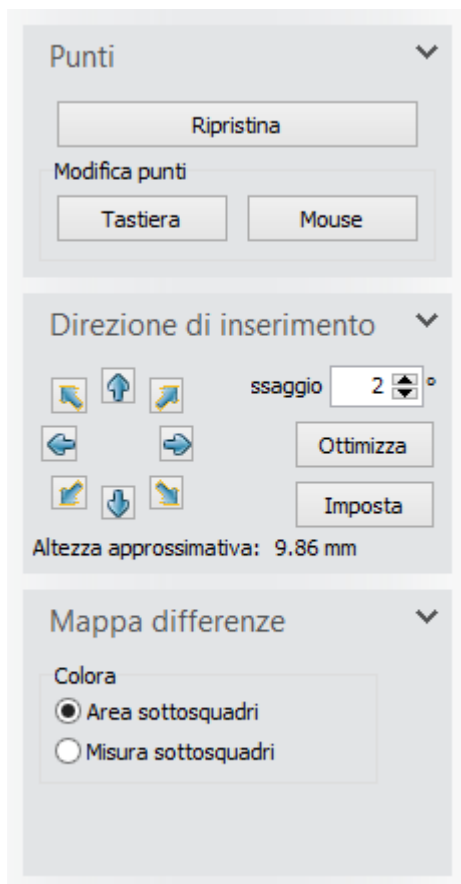 Punti
Ripristina
Modifica punti
Tastiera Mouse
Direzione di inserimento
ssaggio 2 °
Ottimizza
Imposta
Altezza approssimativa: 9.86 mm
Mappa differenze
Colora
Area sottosquadri
Misura sottosquadri